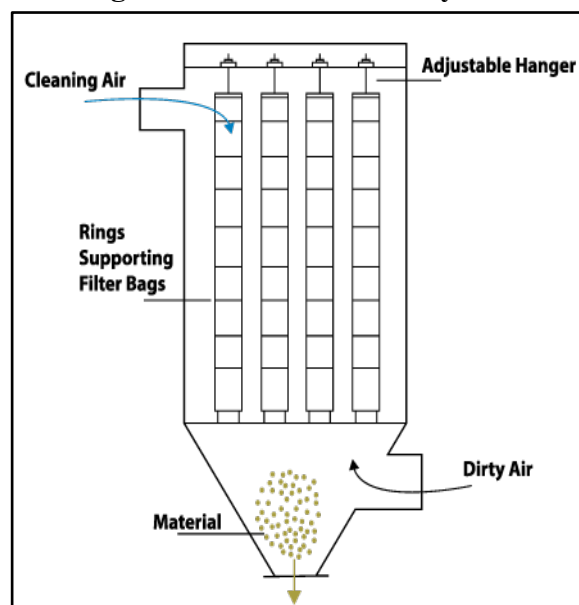 Adjustable Hanger
Cleaning Air
Rings
Supporting
Filter Bags
Dirty Air
Material